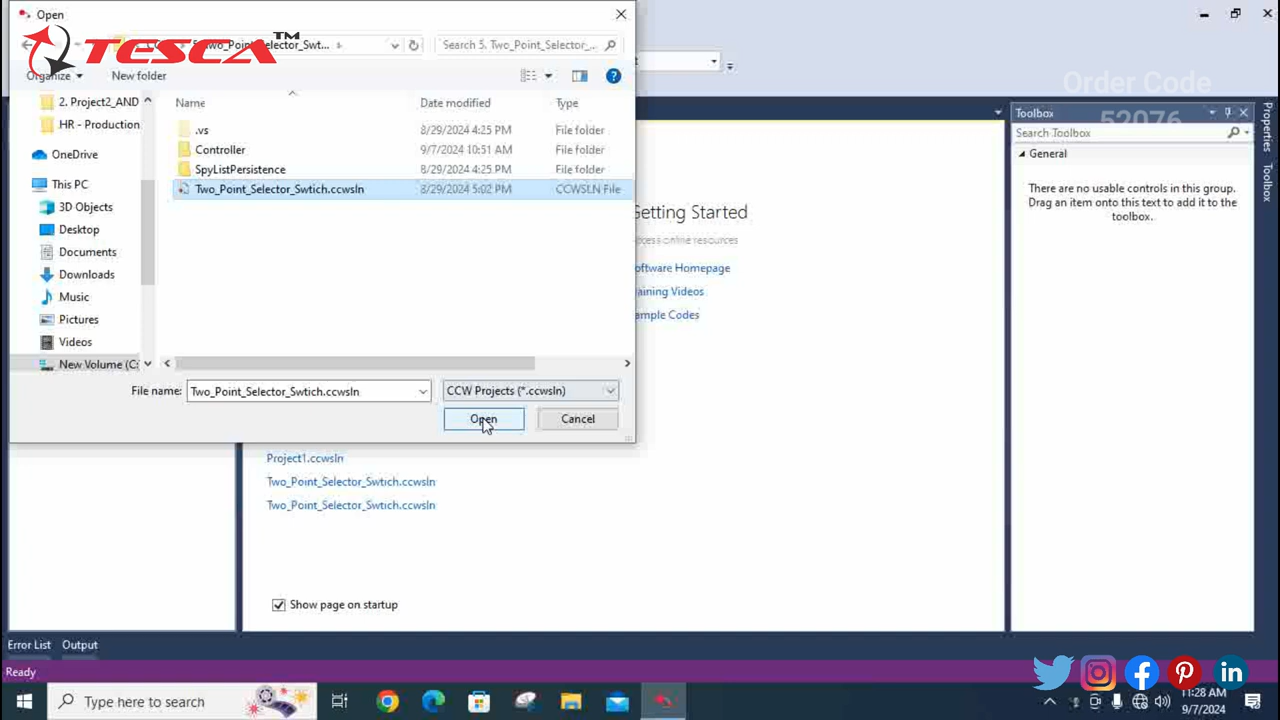 Open
TESCA™
Two_Point_Selector_Swt...
Search 5. Two_Point_Selector_...
Organize
New folder
Order Code
52076
2. Project2_AND
HR - Production
OneDrive
This PC
3D Objects
Desktop
Documents
Downloads
Music
Pictures
Videos
New Volume (C:
Name
Date modified
Type
.vs
8/29/2024 4:25 PM
File folder
Controller
9/7/2024 10:51 AM
File folder
SpyListPersistence
8/29/2024 4:25 PM
File folder
Two_Point_Selector_Swtich.ccwsln
8/29/2024 5:02 PM
CCWSLN File
File name:
Two_Point_Selector_Swtich.ccwsln
CCW Projects (*.ccwsln)
Open
Cancel
Getting Started
online resources
oftware Homepage
aining Videos
ample Codes
Project1.ccwsln
Two_Point_Selector_Swtich.ccwsln
Two_Point_Selector_Swtich.ccwsln
Show page on startup
Toolbox
Search Toolbox
General
There are no usable controls in this group.
Drag an item onto this text to add it to the
toolbox.
Properties
Toolbox
Error List
Output
Ready
Type here to search
11:28 AM
9/7/2024